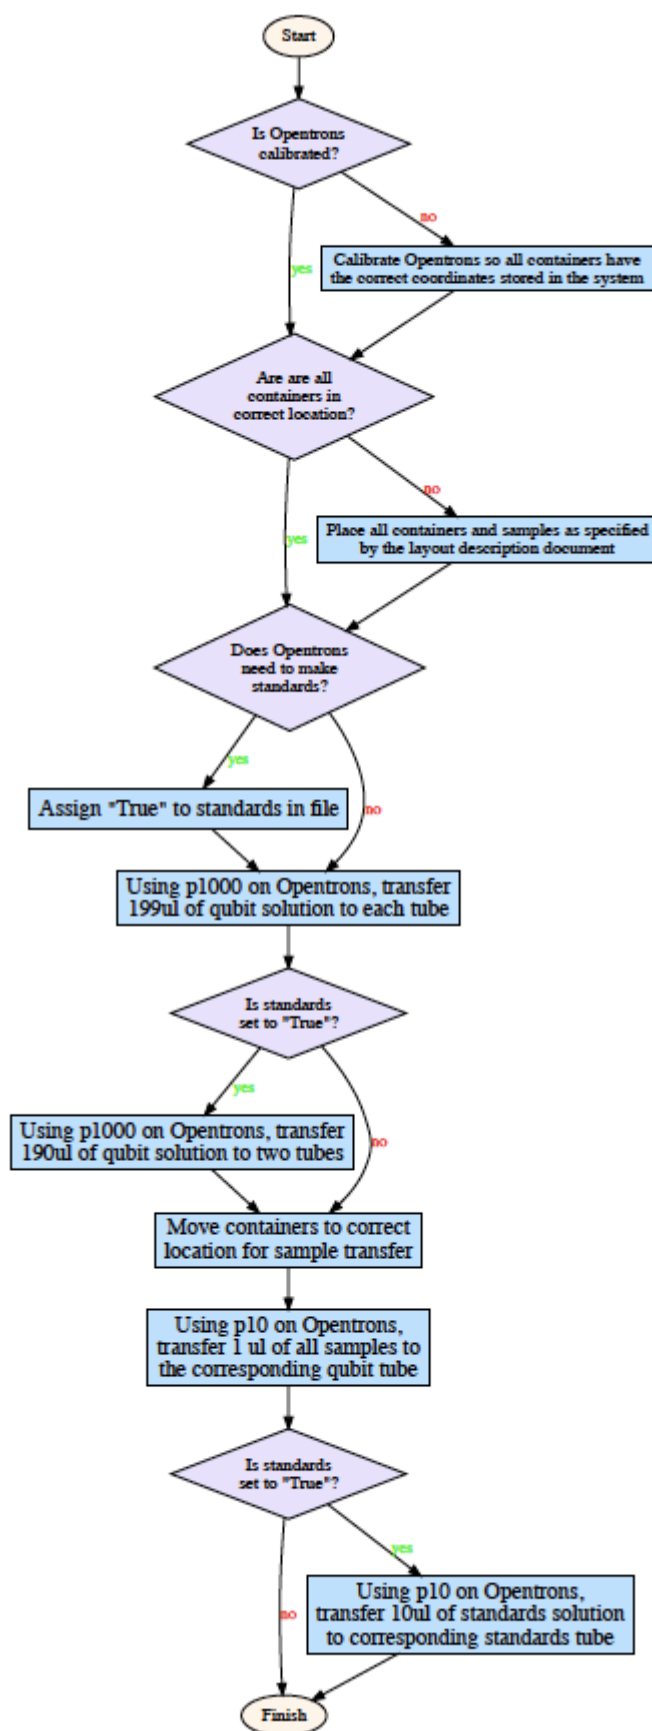 Start
Is Opentrons
calibrated?
no
yes
Calibrate Opentrons so all containers have
the correct coordinates stored in the system
Are are all
containers in
correct location?
no
yes
Place all containers and samples as specified
by the layout description document
Does Opentrons
need to make
standards?
yes
no
Assign "True" to standards in file
Using p1000 on Opentrons, transfer
199ul of qubit solution to each tube
Is standards
set to "True"?
yes
no
Using p1000 on Opentrons, transfer
190ul of qubit solution to two tubes
Move containers to correct
location for sample transfer
Using p10 on Opentrons,
transfer 1 ul of all samples to
the corresponding qubit tube
Is standards
set to "True"?
yes
no
Using p10 on Opentrons,
transfer 10ul of standards solution
to corresponding standards tube
Finish